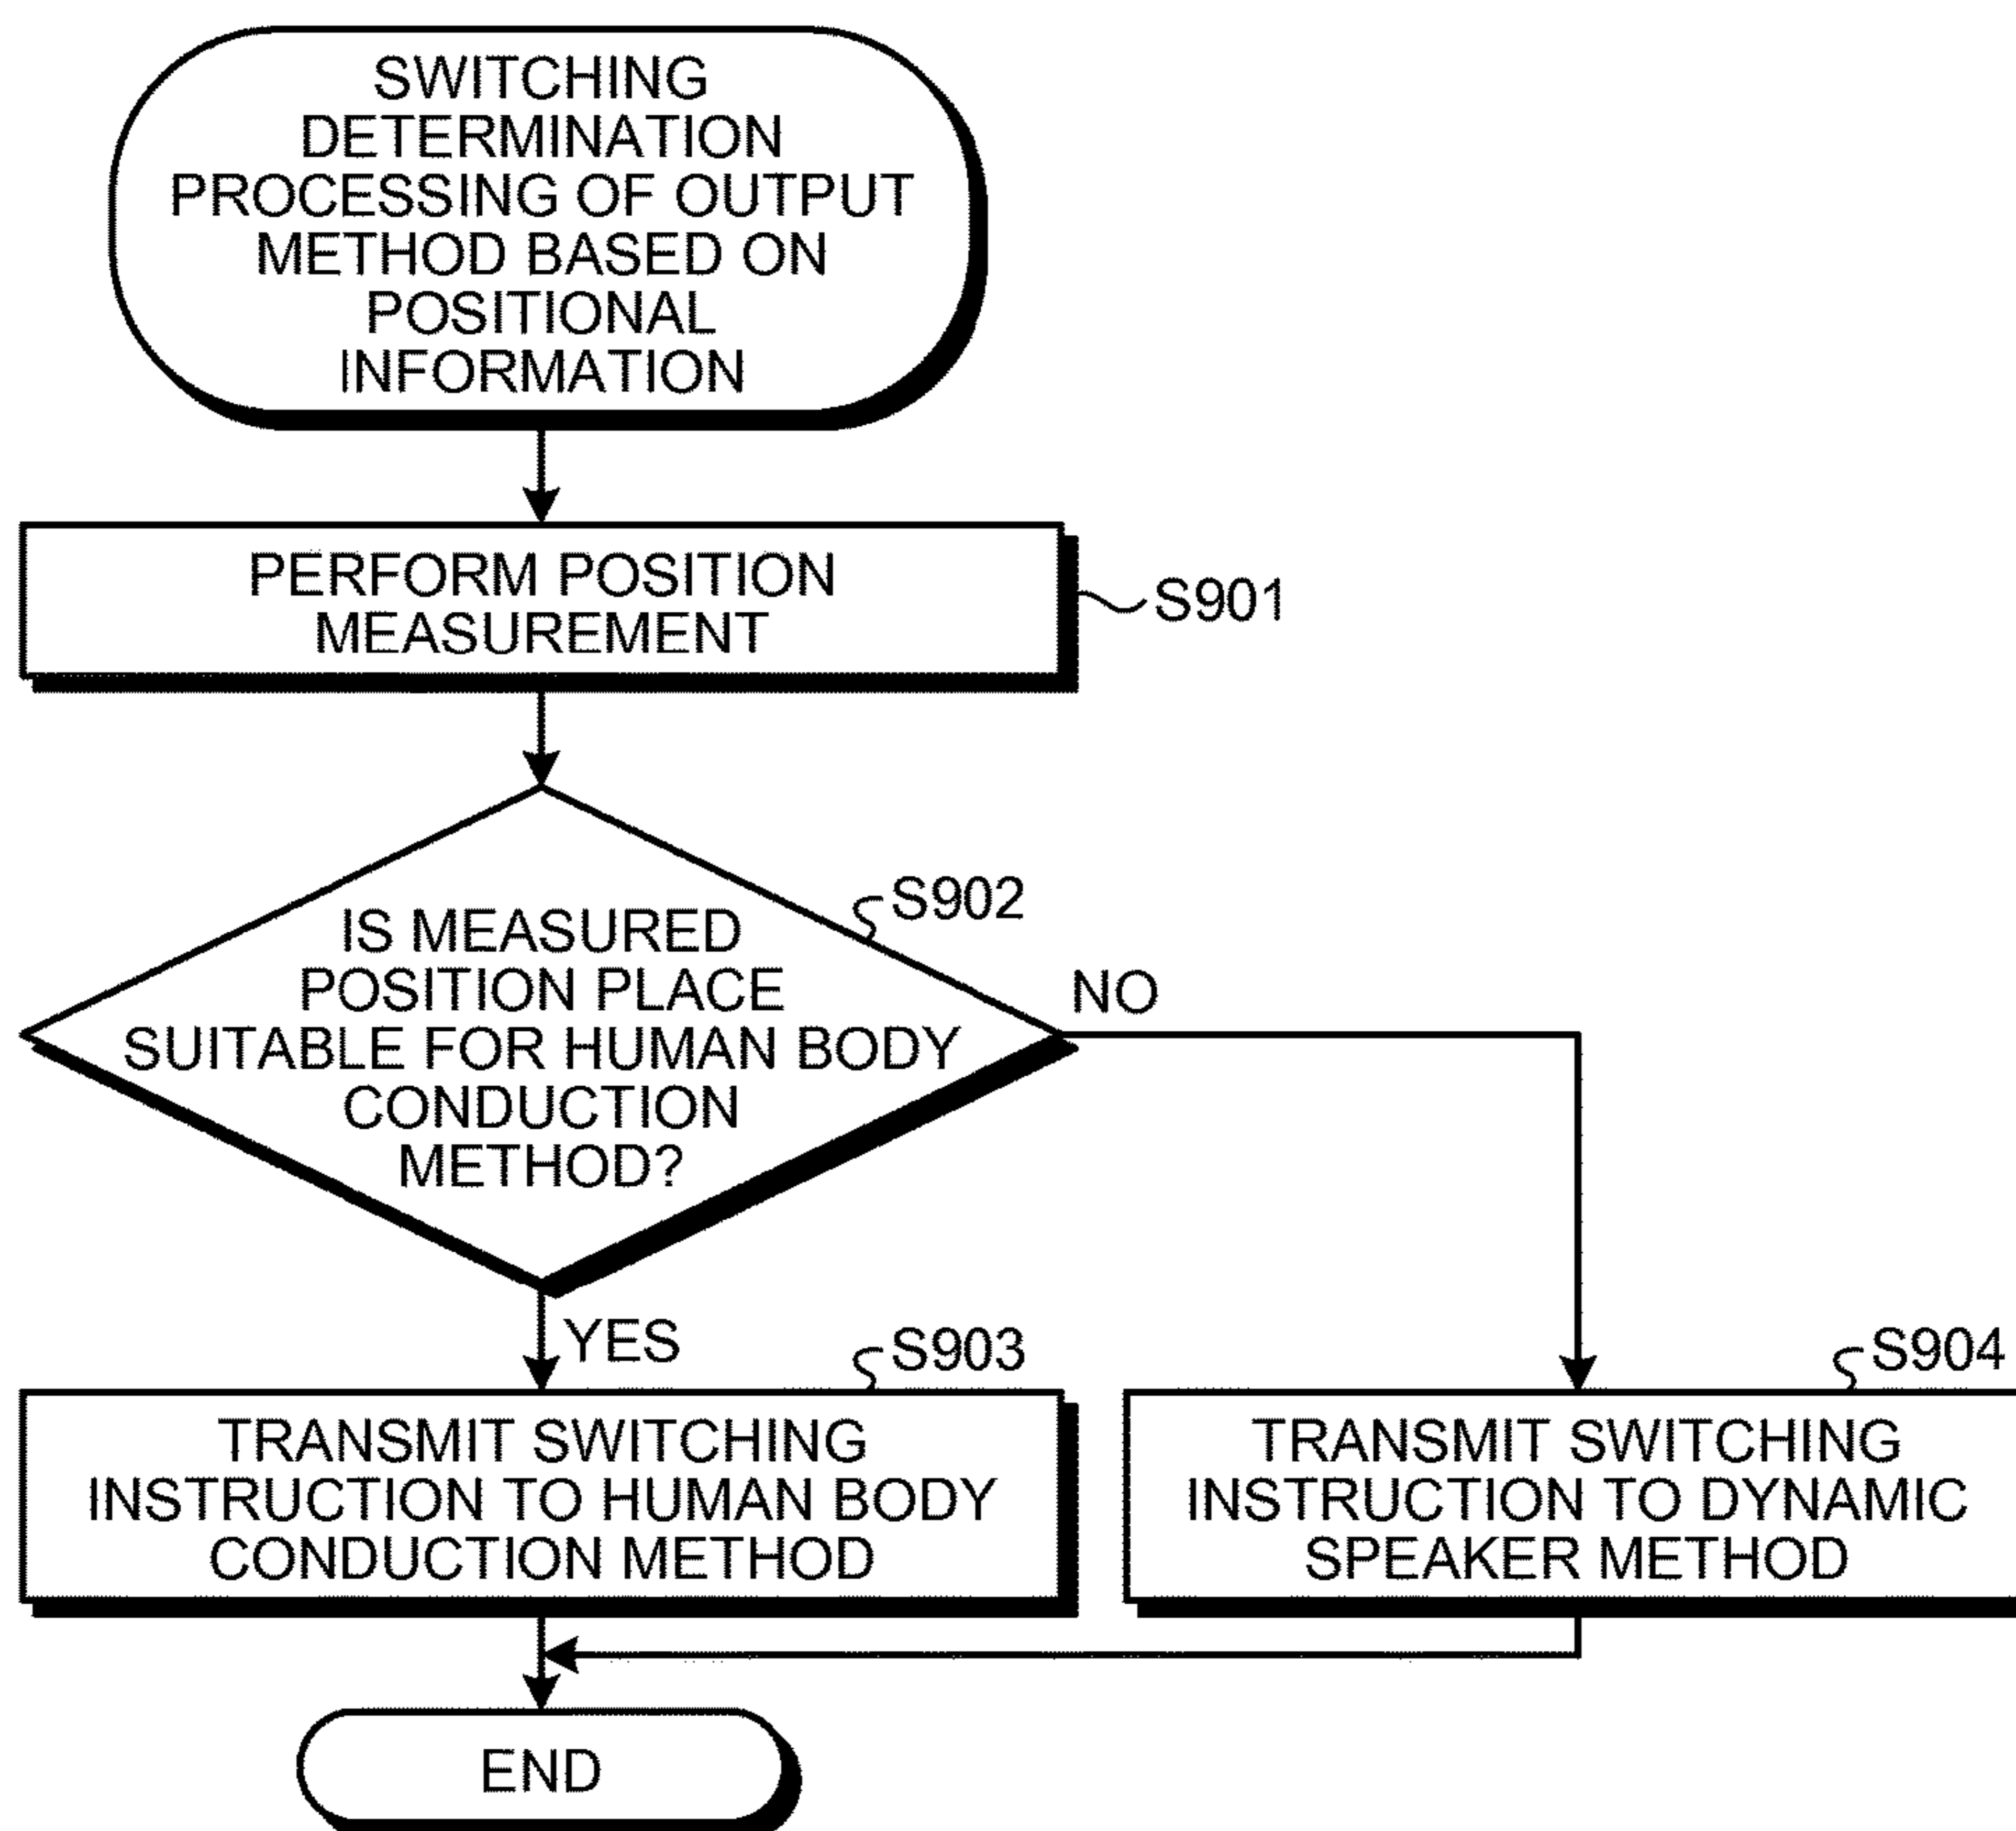 SWITCHING
DETERMINATION
PROCESSING OF OUTPUT
METHOD BASED ON
POSITIONAL
INFORMATION
PERFORM POSITION
MEASUREMENT
S901
S902
IS MEASURED
POSITION PLACE
SUITABLE FOR HUMAN BODY
CONDUCTION
METHOD?
NO
YES
S903
TRANSMIT SWITCHING
INSTRUCTION TO HUMAN BODY
CONDUCTION METHOD
S904
TRANSMIT SWITCHING
INSTRUCTION TO DYNAMIC
SPEAKER METHOD
END